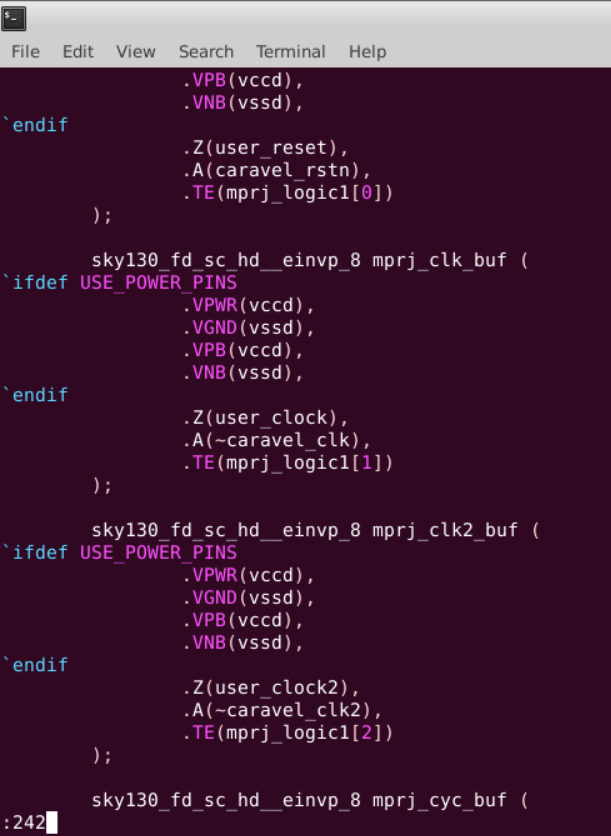 File Edit View Search Terminal Help
.VPB(vccd),
.VNB(vssd),
`endif
.Z(user_reset),
.A(caravel_rstn),
.TE(mprj_logic1[0])
);
sky130_fd_sc_hd__einvp_8 mprj_clk_buf (
`ifdef USE_POWER_PINS
.VPWR(vccd),
.VGND(vssd),
.VPB(vccd),
.VNB(vssd),
`endif
.Z(user_clock),
.A(~caravel_clk),
.TE(mprj_logic1[1])
);
sky130_fd_sc_hd__einvp_8 mprj_clk2_buf (
`ifdef USE_POWER_PINS
.VPWR(vccd),
.VGND(vssd),
.VPB(vccd),
.VNB(vssd),
`endif
.Z(user_clock2),
.A(~caravel_clk2),
.TE(mprj_logic1[2])
);
sky130_fd_sc_hd__einvp_8 mprj_cyc_buf (
:242